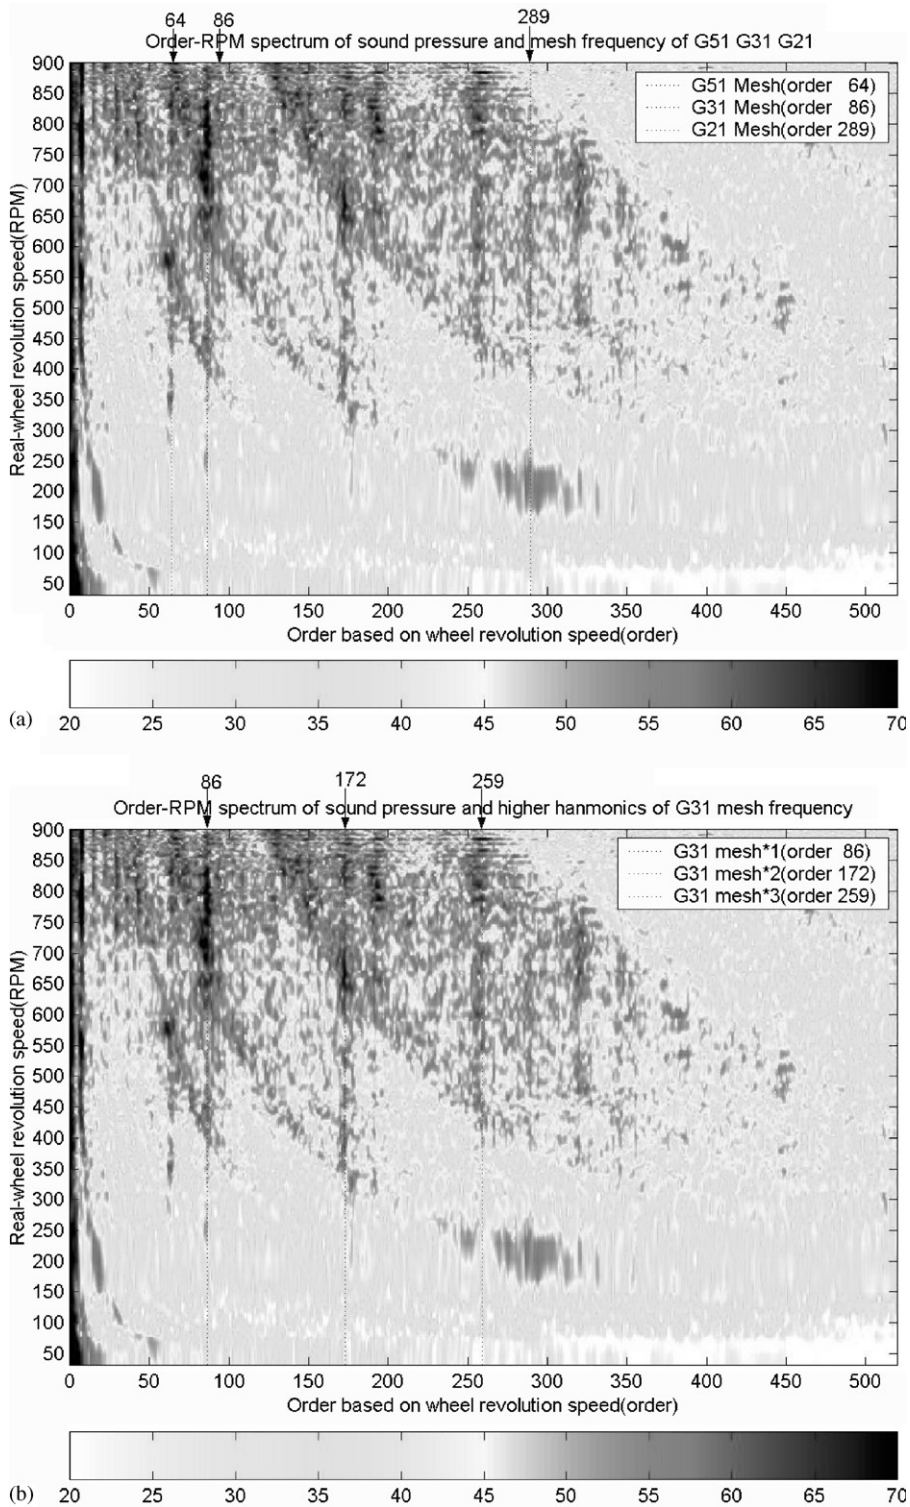 64 86 289
Order-RPM spectrum of sound pressure and mesh frequency of G51 G31 G21
900
850
800
750
700
650
600
550
500
450
400
350
300
250
200
150
100
50
Real-wheel revolution speed(RPM)
G51 Mesh(order 64)
G31 Mesh(order 86)
G21 Mesh(order 289)
0 50 100 150 200 250 300 350 400 450 500
Order based on wheel revolution speed(order)
(a)
20 25 30 35 40 45 50 55 60 65 70
86 172 259
Order-RPM spectrum of sound pressure and higher hanmonics of G31 mesh frequency
900
850
800
750
700
650
600
550
500
450
400
350
300
250
200
150
100
50
Real-wheel revolution speed(RPM)
G31 mesh*1(order 86)
G31 mesh*2(order 172)
G31 mesh*3(order 259)
0 50 100 150 200 250 300 350 400 450 500
Order based on wheel revolution speed(order)
(b)
20 25 30 35 40 45 50 55 60 65 70